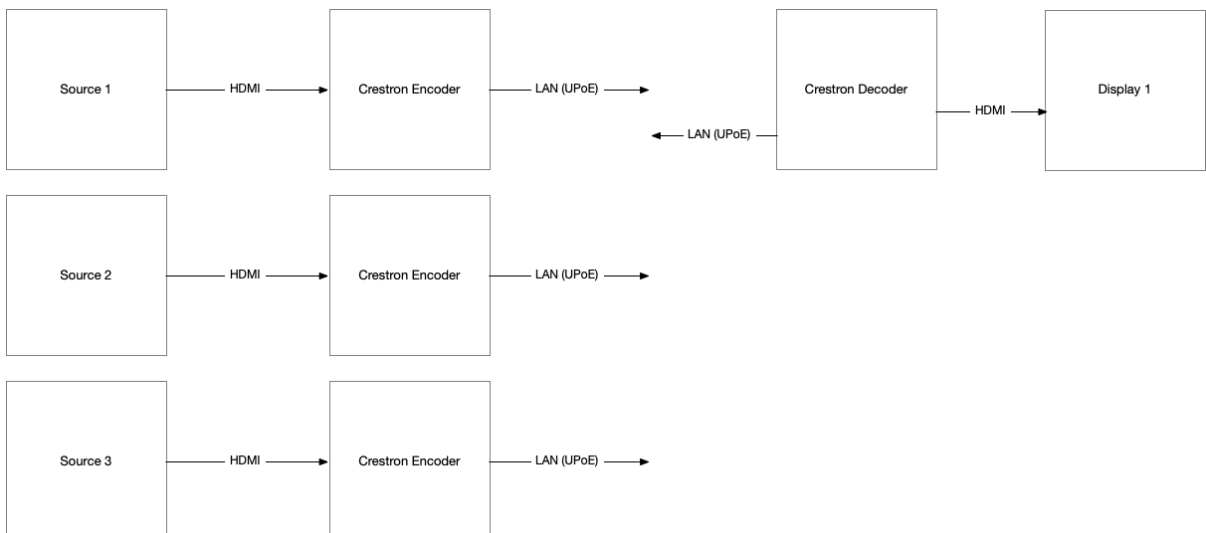 Source 1
HDMI
Crestron Encoder
LAN (UPoE)
Crestron Decoder
HDMI
Display 1
LAN (UPoE)
Source 2
HDMI
Crestron Encoder
LAN (UPoE)
Source 3
HDMI
Crestron Encoder
LAN (UPoE)